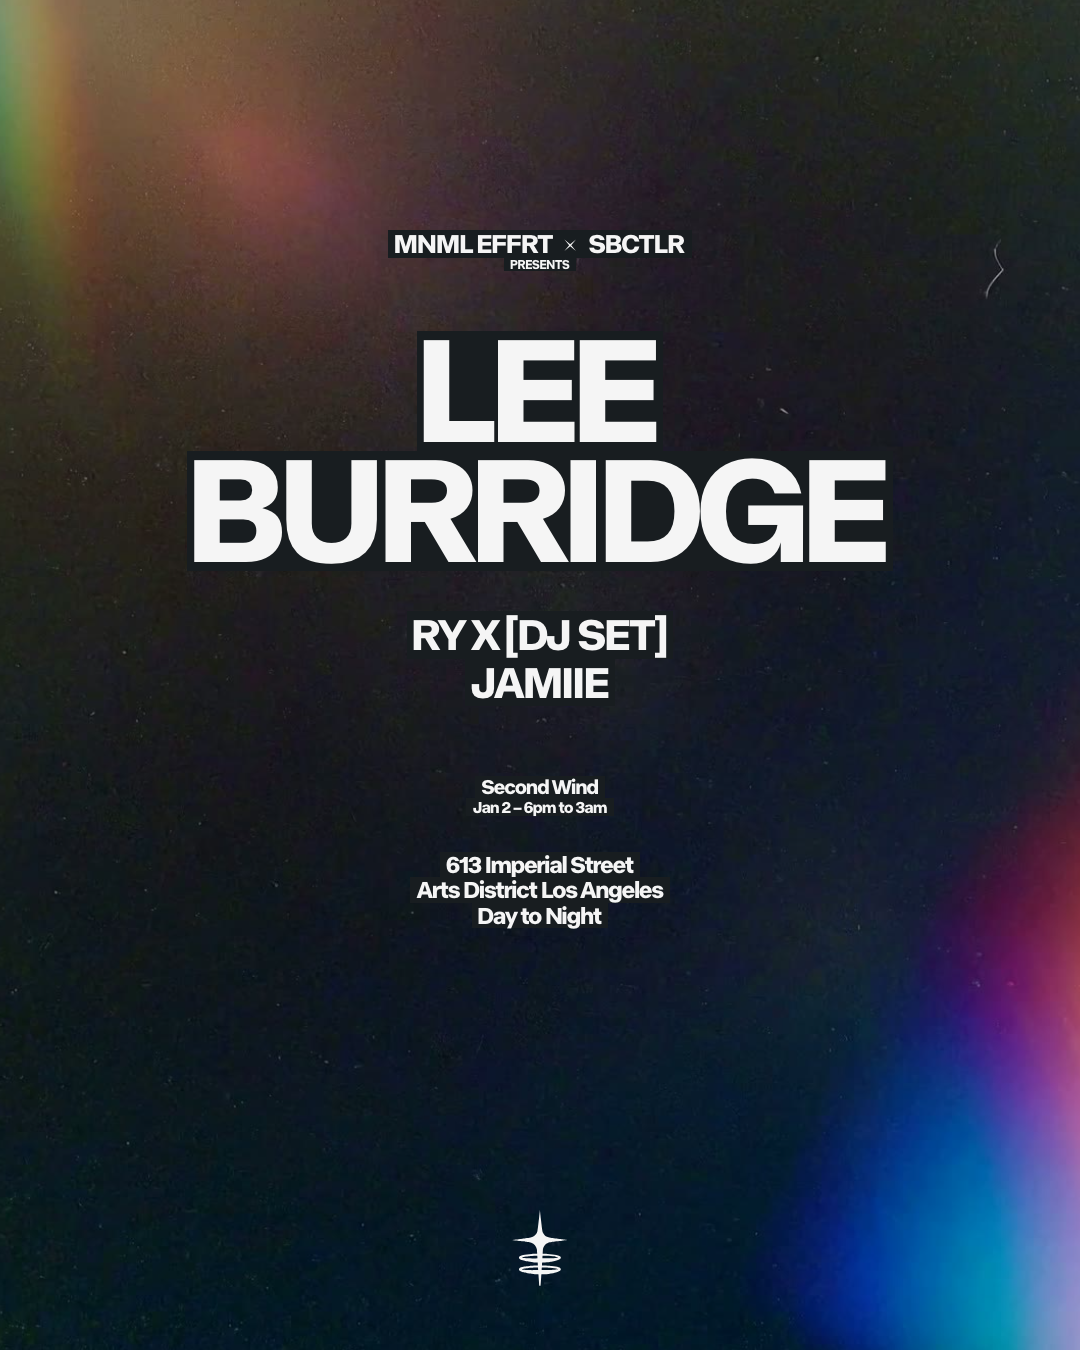 MNML EFFRT × SBCTLR
PRESENTS
LEE
BURRIDGE
RY X [DJ SET]
JAMIIE
Second Wind
Jan 2 – 6pm to 3am
613 Imperial Street
Arts District Los Angeles
Day to Night